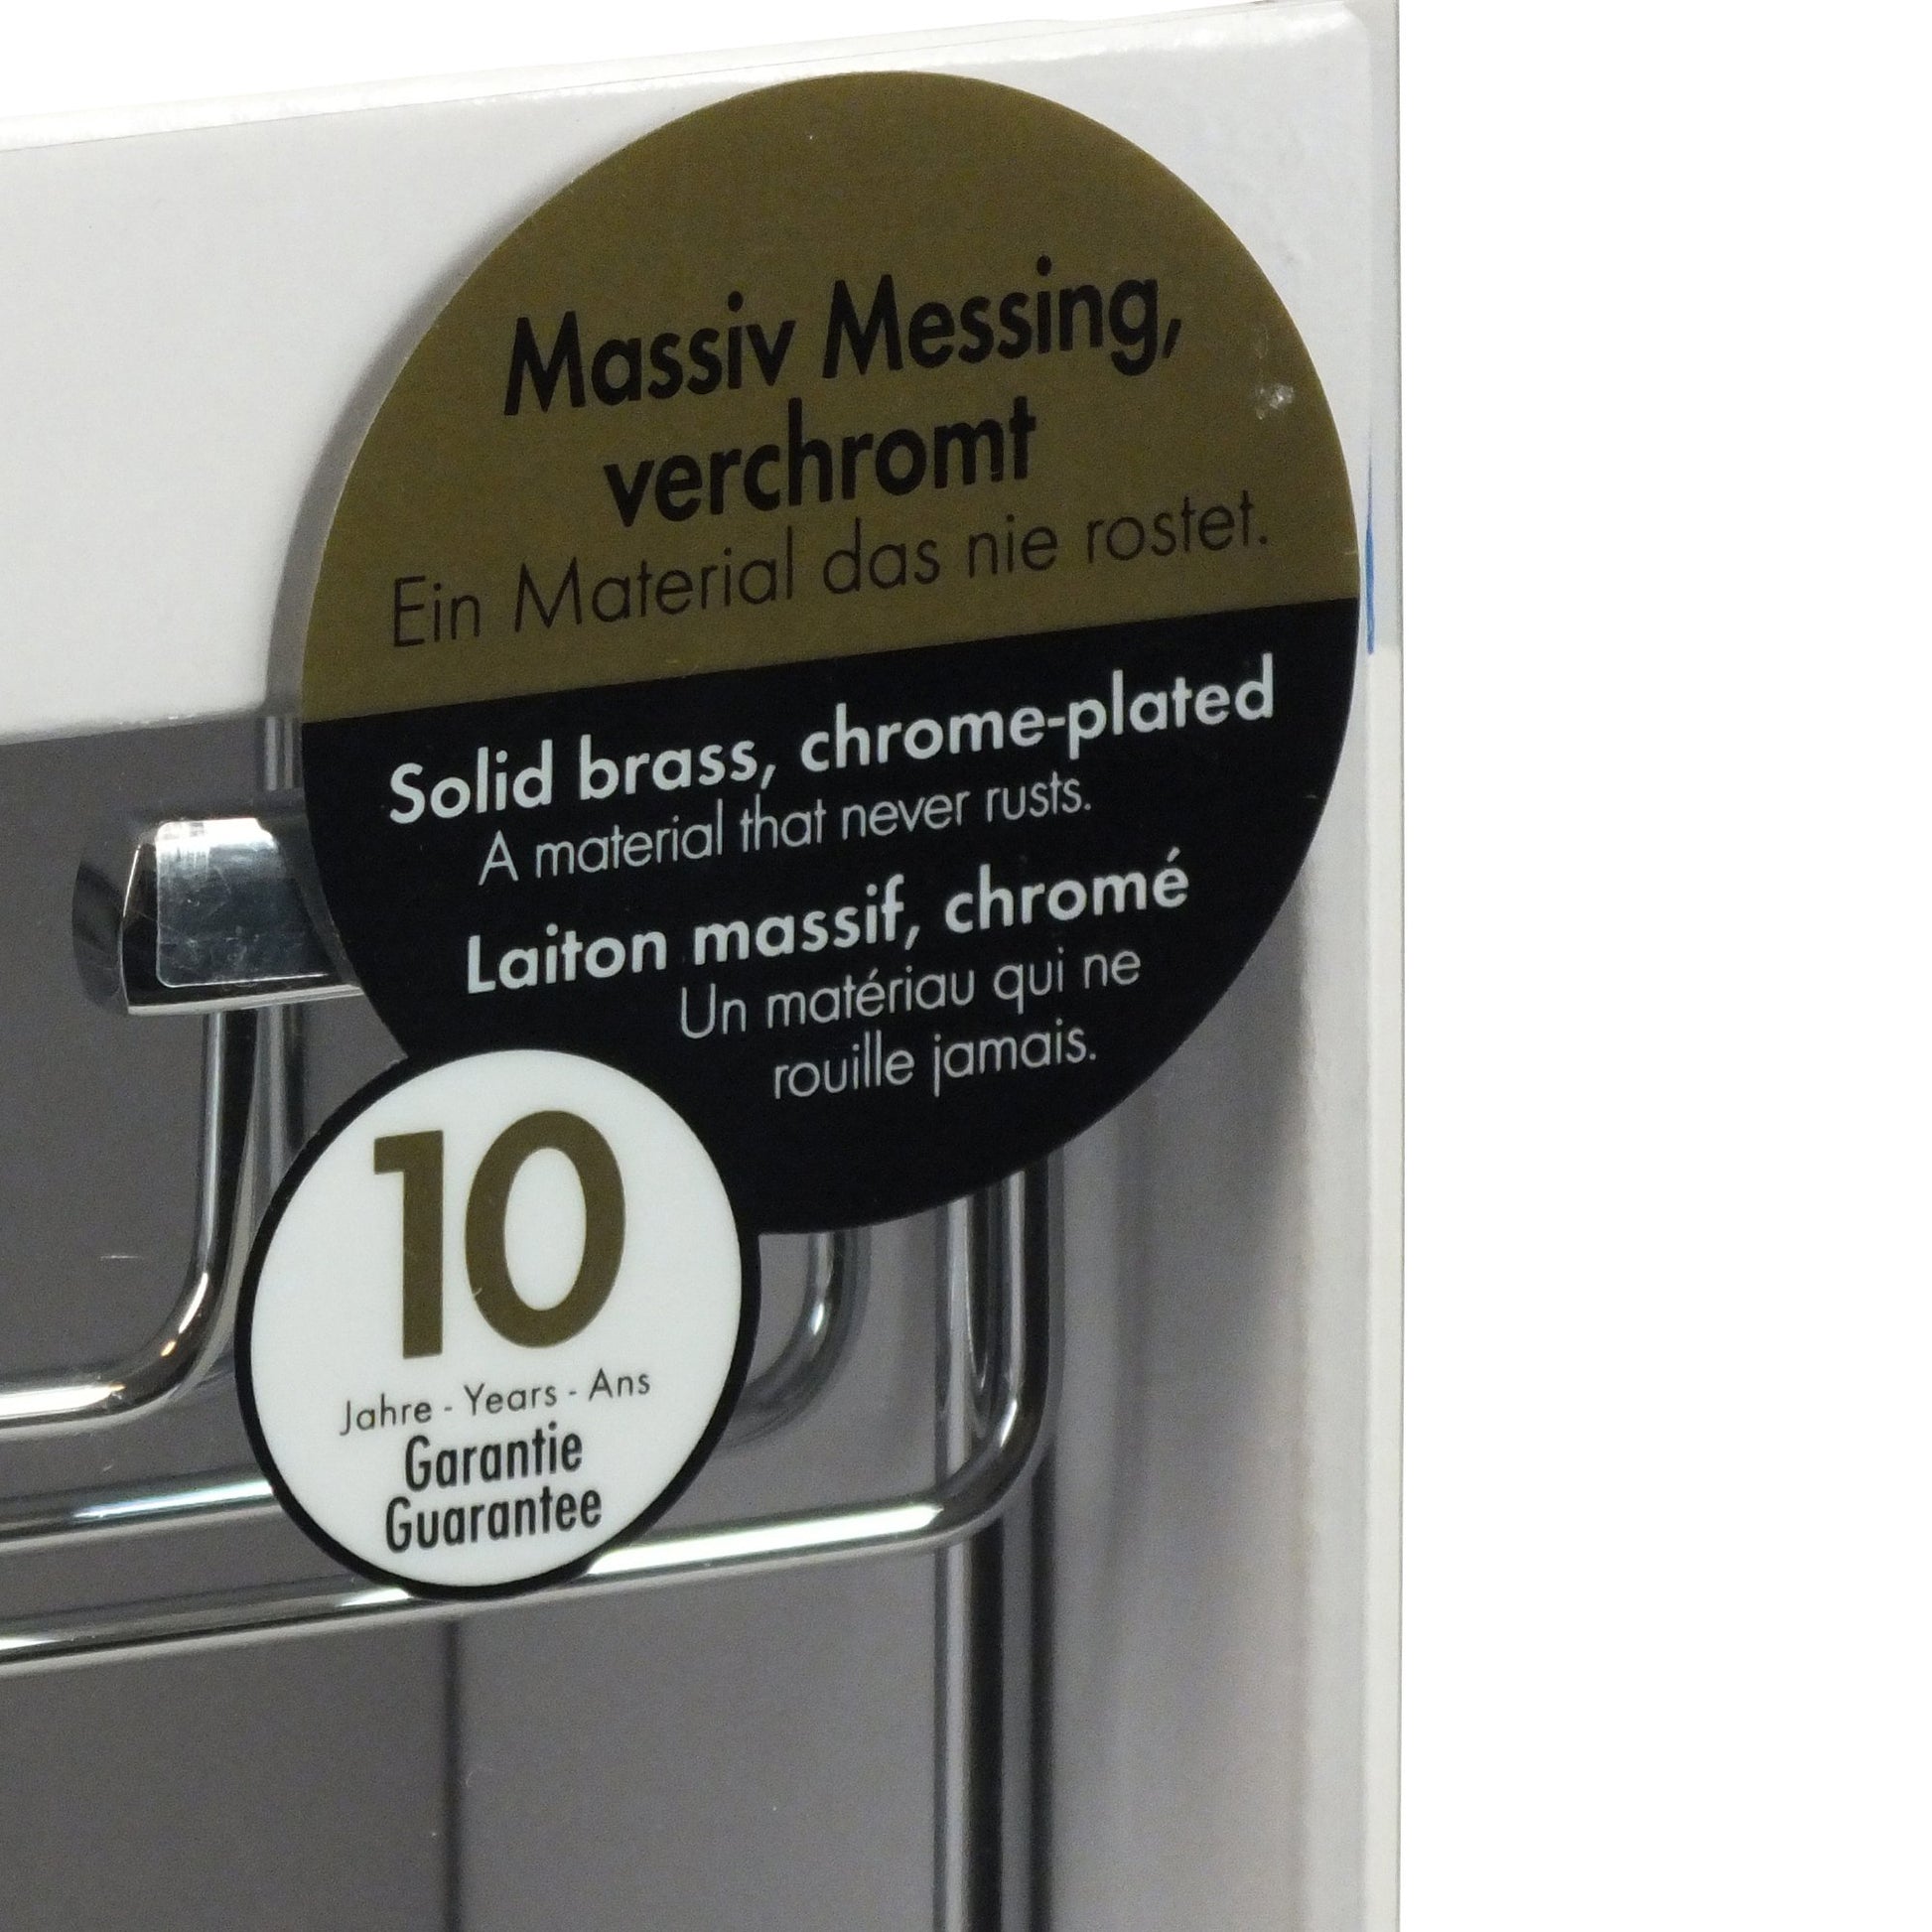 Massiv Messing,
verchromt
Ein Material das nie rostet.
Solid brass, chrome-plated
A material that never rusts.
Laiton massif, chromé
Un matériau qui ne
rouille jamais.
10
Jahre - Years - Ans
Garantie
Guarantee